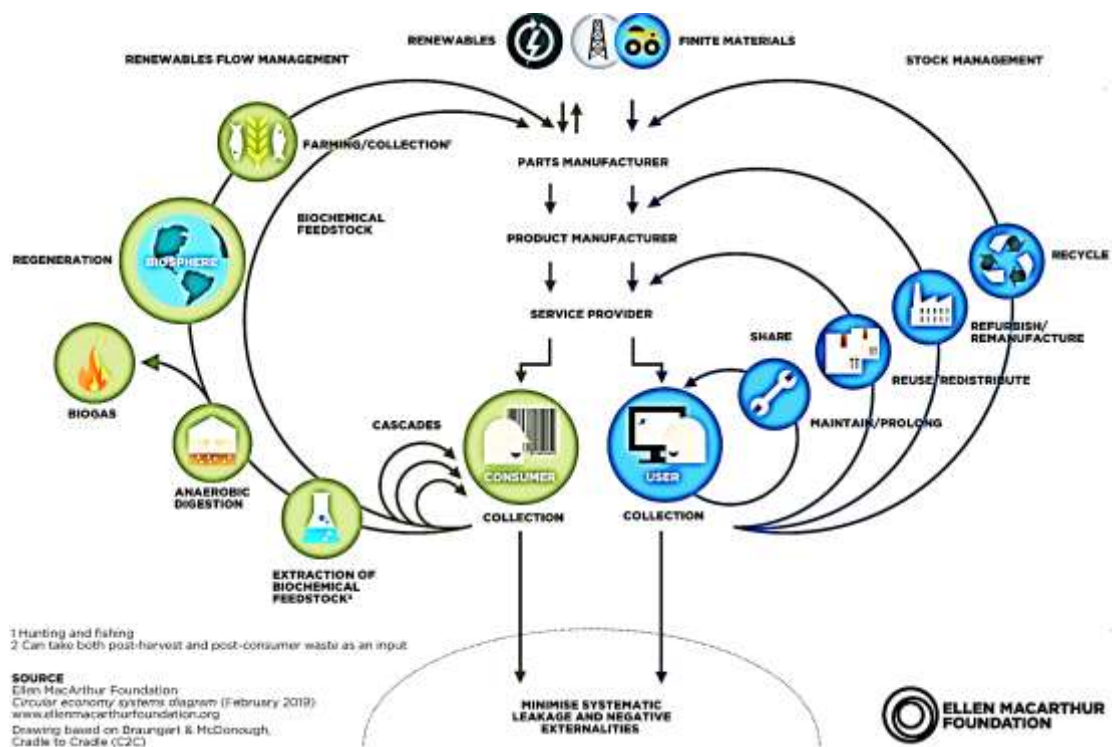 RENEWABLES
FINITE MATERIALS
RENEWABLES FLOW MANAGEMENT
STOCK MANAGEMENT
FARMING/COLLECTION¹
PARTS MANUFACTURER
BIOCHEMICAL
FEEDSTOCK
PRODUCT MANUFACTURER
REGENERATION
BIOSPHERE
RECYCLE
SERVICE PROVIDER
SHARE
REFURBISH/
REMANUFACTURE
REUSE/REDISTRIBUTE
BIOGAS
CASCADES
MAINTAIN/PROLONG
CONSUMER
USER
ANAEROBIC
DIGESTION
COLLECTION
COLLECTION
EXTRACTION OF
BIOCHEMICAL
FEEDSTOCK²
1 Hunting and fishing
2 Can take both post-harvest and post-consumer waste as an input
SOURCE
Ellen MacArthur Foundation
Circular economy systems diagram (February 2019)
www.ellenmacarthurfoundation.org
Drawing based on Braungart & McDonough,
Cradle to Cradle (C2C)
MINIMISE SYSTEMATIC
LEAKAGE AND NEGATIVE
EXTERNALITIES
ELLEN MACARTHUR
FOUNDATION